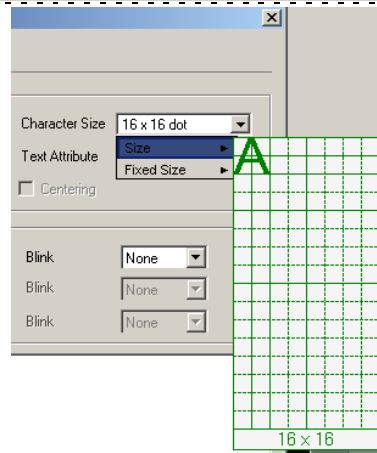 Character Size 16 x 16 dot
Text Attribute Size
Fixed Size
A
Centering
Blink None
Blink None
Blink None
16 x 16